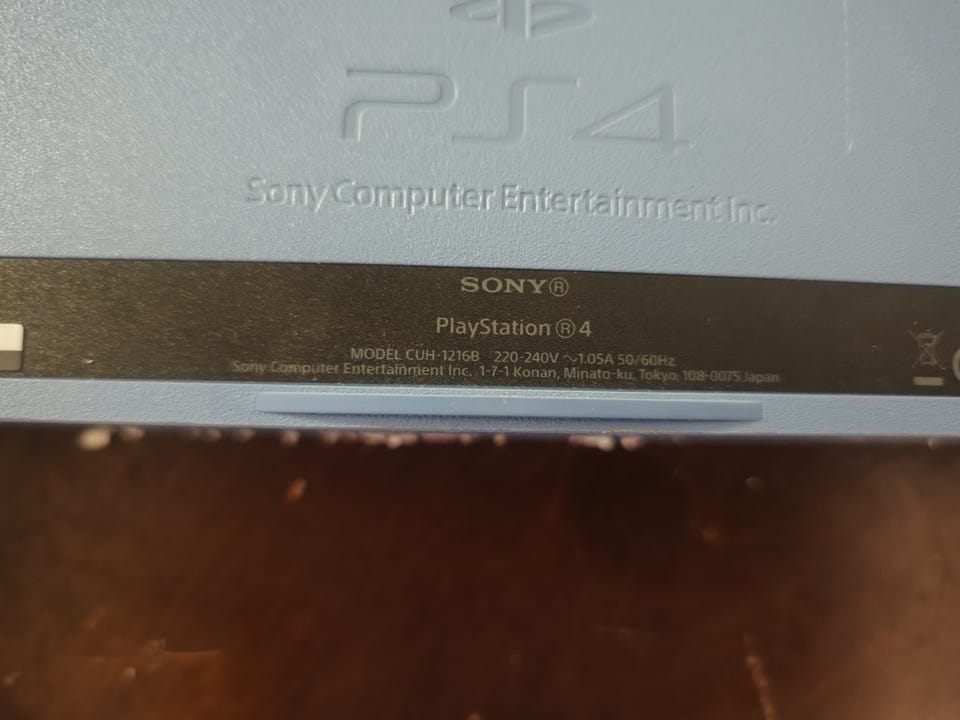 PS4
Sony Computer Entertainment Inc.
SONY®
PlayStation®4
MODEL CUH-1216B 220-240V ~1.05A 50/60Hz
Sony Computer Entertainment Inc. 1-7-1 Konan, Minato-ku, Tokyo, 108-0075 Japan